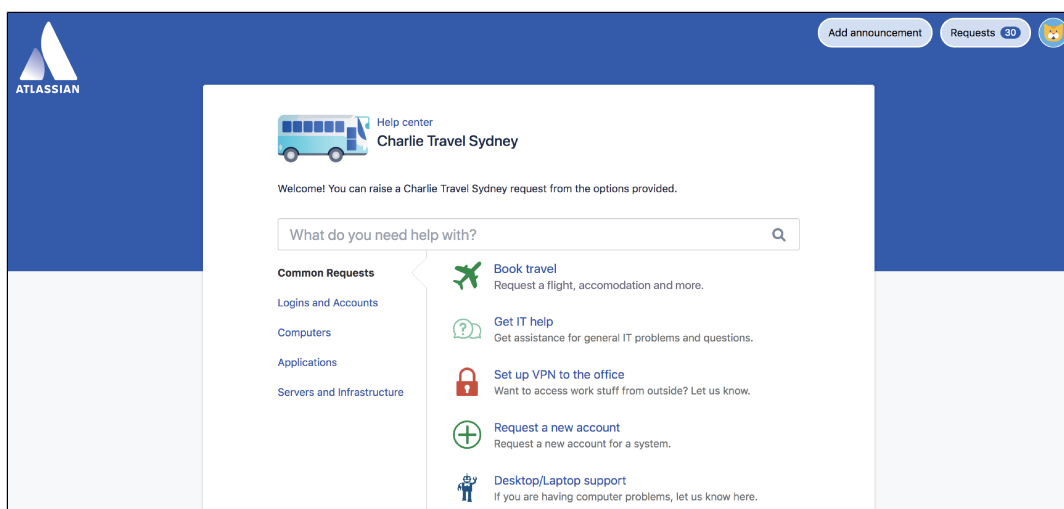 Add announcement
Requests 30
ATLASSIAN
Help center
Charlie Travel Sydney
Welcome! You can raise a Charlie Travel Sydney request from the options provided.
What do you need help with?
Common Requests
Logins and Accounts
Computers
Applications
Servers and Infrastructure
Book travel
Request a flight, accomodation and more.
Get IT help
Get assistance for general IT problems and questions.
Set up VPN to the office
Want to access work stuff from outside? Let us know.
Request a new account
Request a new account for a system.
Desktop/Laptop support
If you are having computer problems, let us know here.